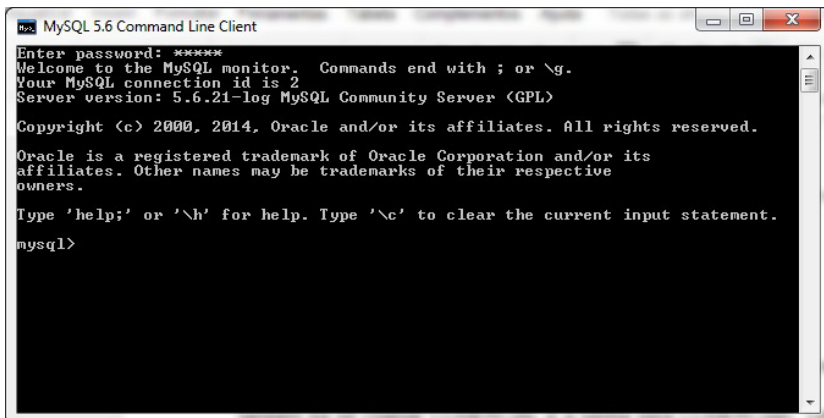 MySQL 5.6 Command Line Client
Enter password: *****
Welcome to the MySQL monitor.  Commands end with ; or \g.
Your MySQL connection id is 2
Server version: 5.6.21-log MySQL Community Server (GPL)
Copyright (c) 2000, 2014, Oracle and/or its affiliates. All rights reserved.
Oracle is a registered trademark of Oracle Corporation and/or its
affiliates. Other names may be trademarks of their respective
owners.
Type 'help;' or '\h' for help. Type '\c' to clear the current input statement.
mysql>